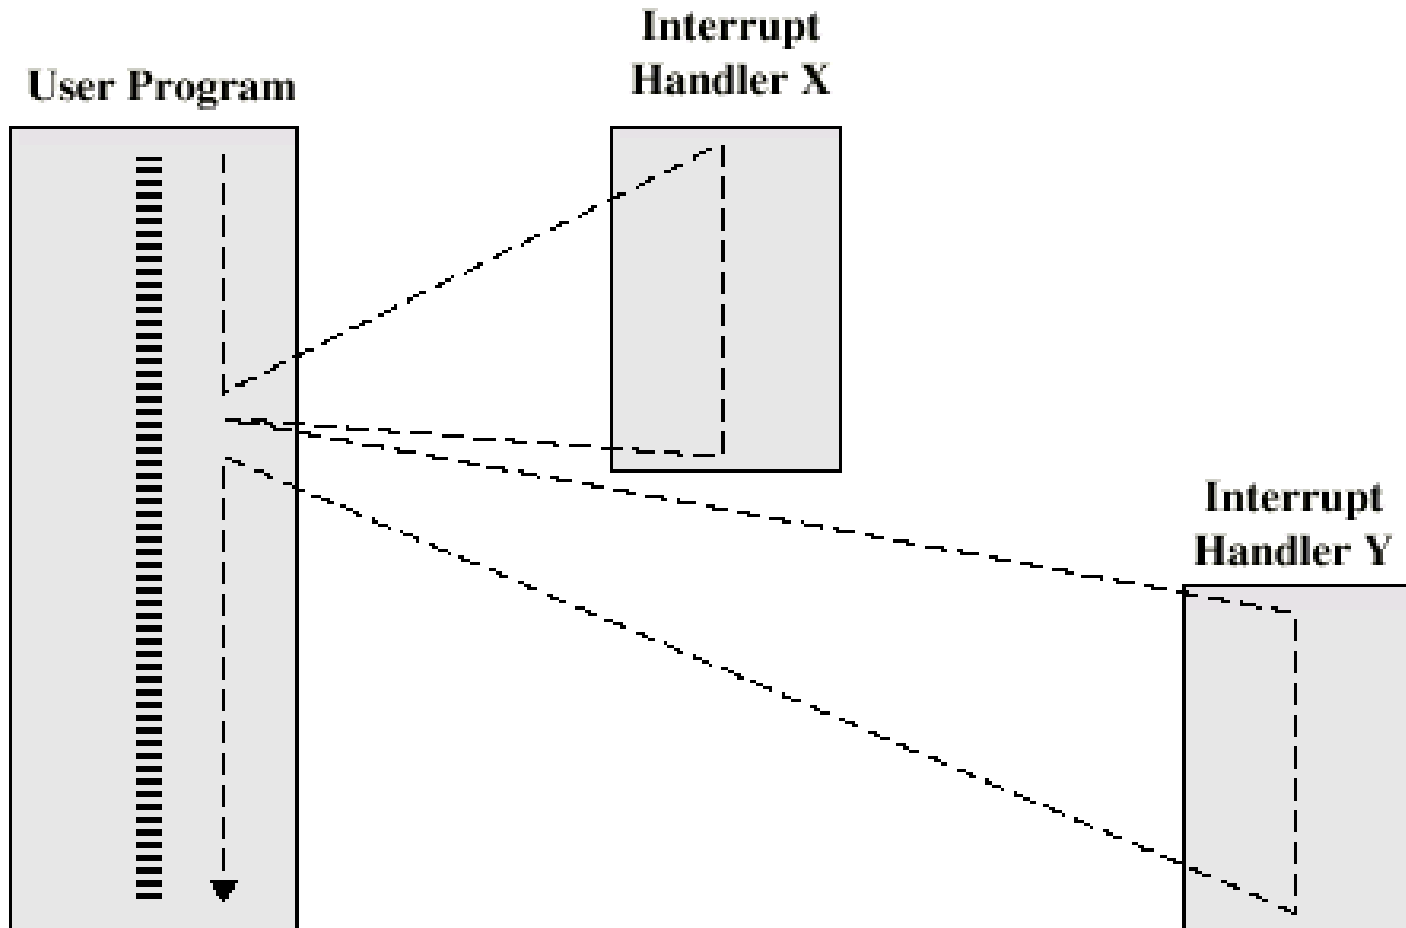 User Program
Interrupt
Handler X
Interrupt
Handler Y